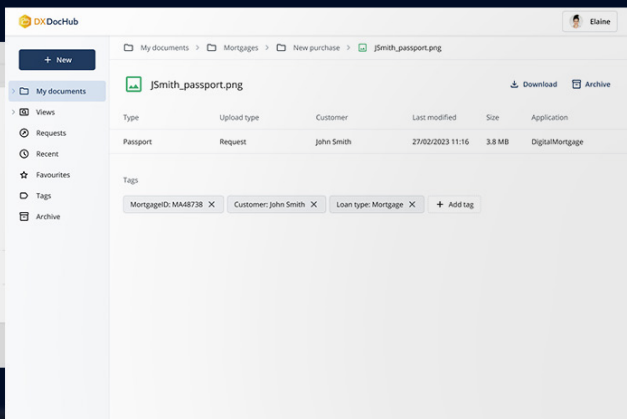 DXDocHub
Elaine
+ New
My documents > Mortgages > New purchase > JSmith_passport.png
My documents
Views
Requests
Recent
Favourites
Tags
Archive
JSmith_passport.png
Download
Archive
Type Upload type Customer Last modified Size Application
Passport Request John Smith 27/02/2023 11:16 3.8 MB DigitalMortgage
Tags
MortgageID: MA48738 X Customer: John Smith X Loan type: Mortgage X + Add tag